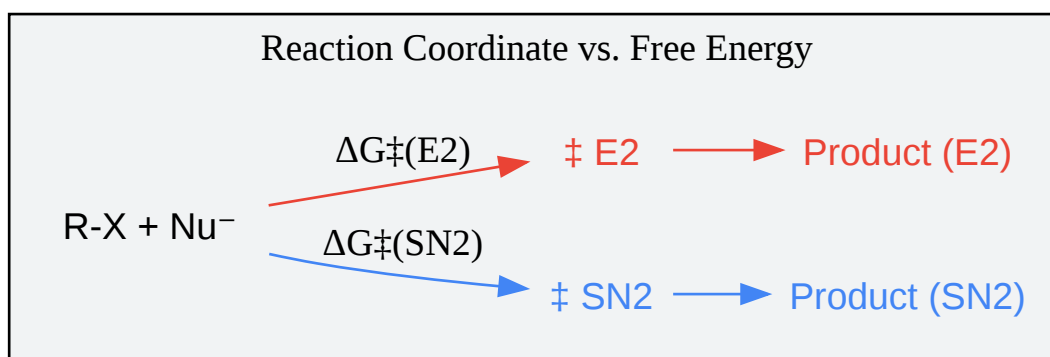 Reaction Coordinate vs. Free Energy
ΔG‡(E2)
‡ E2
Product (E2)
R-X + Nu⁻
ΔG‡(SN2)
‡ SN2
Product (SN2)